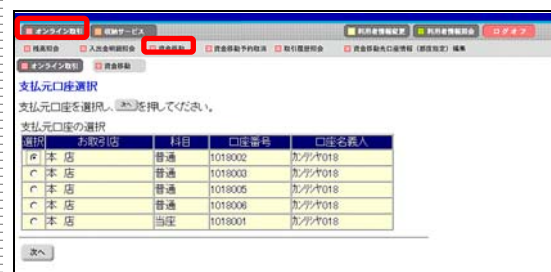 オンライン取引 収納サービス 利用者情報変更 利用者情報照会 ログオフ
残高照会 入出金明細照会 資金移動 資金移動予約取消 取引履歴照会 資金移動先口座情報(都度指定)編集
オンライン取引 資金移動
支払元口座選択
支払元口座を選択し、次へを押してください。
支払元口座の選択
選択 お取引店 科目 口座番号 口座名義人
本 店 普通 1018002 カンリシヤ018
本 店 普通 1018003 カンリシヤ018
本 店 普通 1018005 カンリシヤ018
本 店 普通 1018006 カンリシヤ018
本 店 当座 1018001 カンリシヤ018
次へ